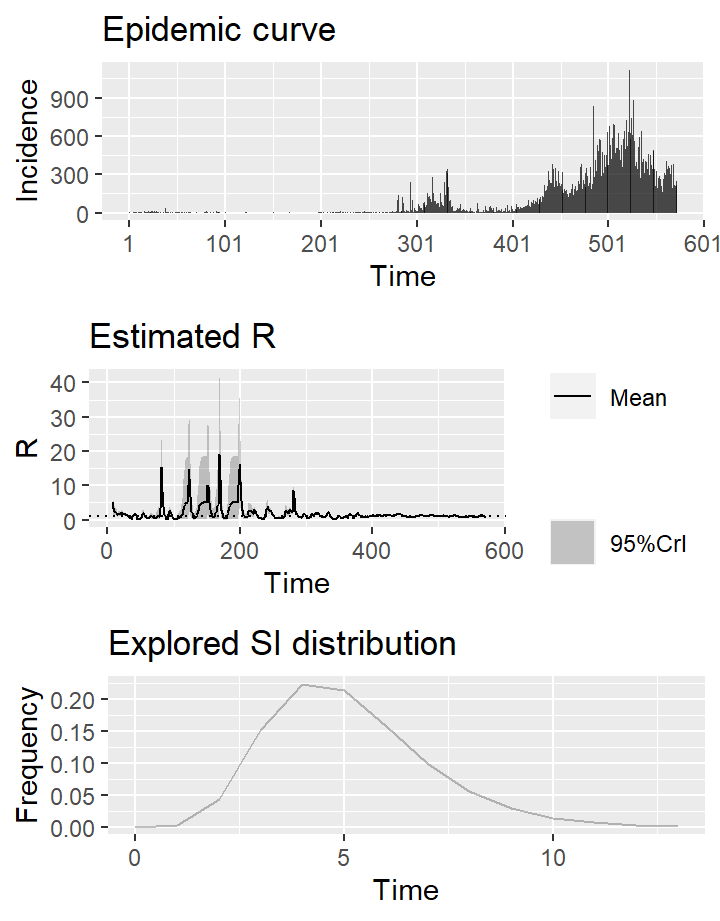 Epidemic curve
Incidence
900
600
300
0
1 101 201 301 401 501 601
Time
Estimated R
R
40
30
20
10
0
0 200 400 600
Time
Mean
95%CrI
Explored SI distribution
Frequency
0.20
0.15
0.10
0.05
0.00
0 5 10
Time